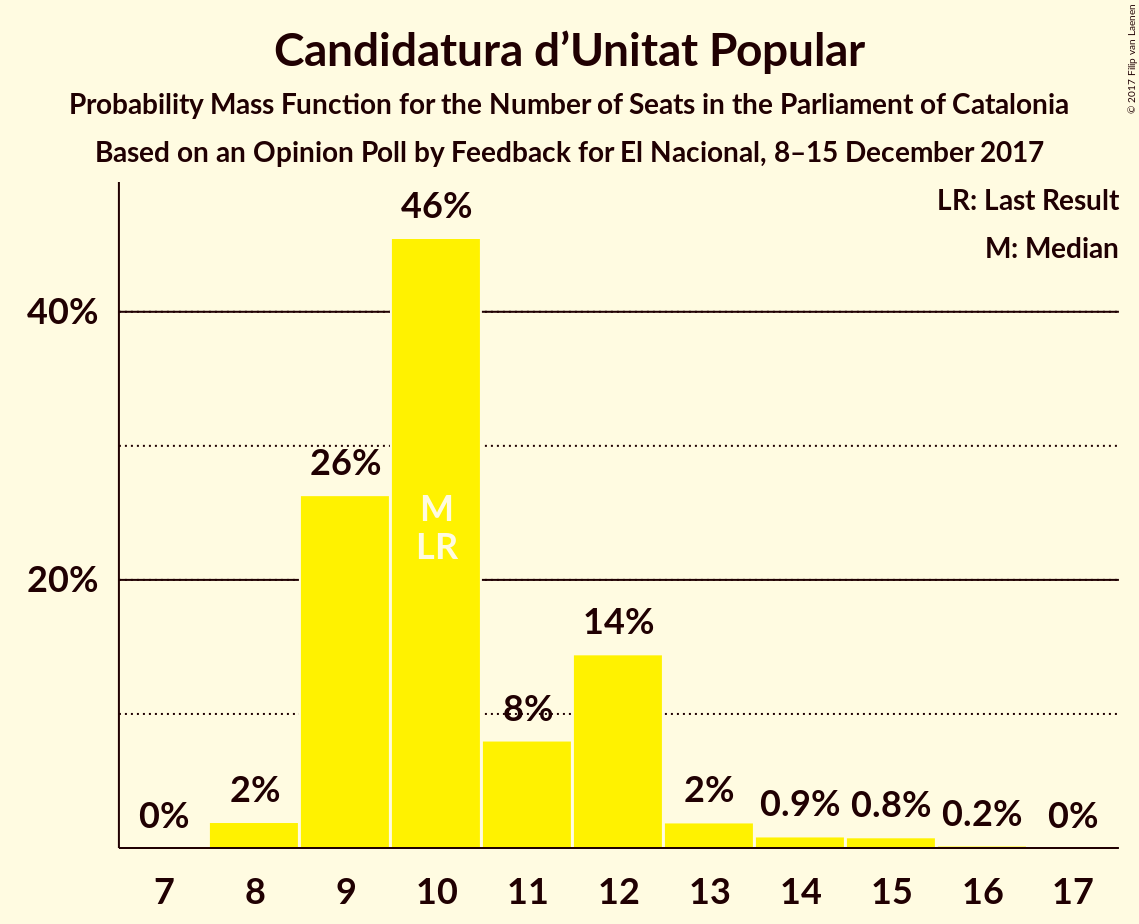 Candidatura d’Unitat Popular
Probability Mass Function for the Number of Seats in the Parliament of Catalonia
Based on an Opinion Poll by Feedback for El Nacional, 8–15 December 2017
© 2017 Filip van Laenen
LR: Last Result
M: Median
46%
40%
26%
M
LR
20%
14%
8%
0%
2%
2%
0.9%
0.8%
0.2%
0%
7 8 9 10 11 12 13 14 15 16 17